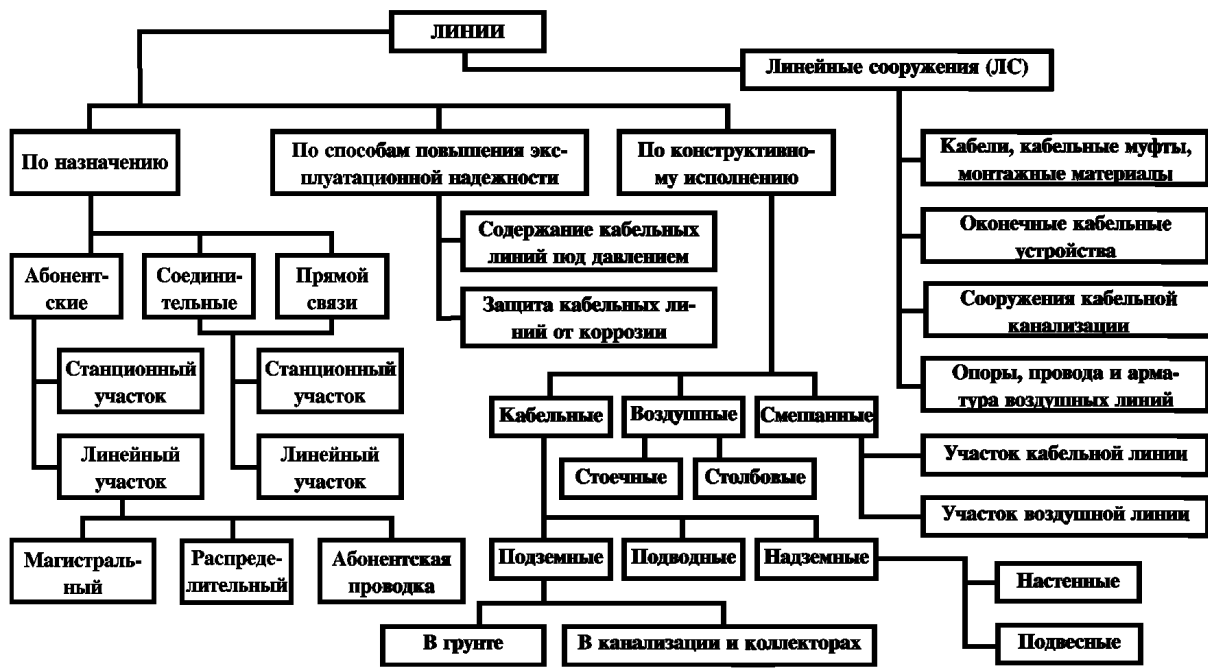 ЛИНИИ
Линейные сооружения (ЛС)
По назначению
По способам повышения экс-
плуатационной надежности
По конструктивно-
му исполнению
Кабели, кабельные муфты,
монтажные материалы
Оконечные кабельные
устройства
Сооружения кабельной
канализации
Опоры, провода и арма-
тура воздушных линий
Содержание кабельных
линий под давлением
Защита кабельных ли-
ний от коррозии
Абонент-
ские
Соедини-
тельные
Прямой
связи
Станционный
участок
Станционный
участок
Линейный
участок
Линейный
участок
Магистраль-
ный
Распреде-
лительный
Абонентская
проводка
Кабельные
Воздушные
Смешанные
Стоечные
Столбовые
Участок кабельной линии
Участок воздушной линии
Подземные
Подводные
Надземные
Настенные
Подвесные
В грунте
В канализации и коллекторах